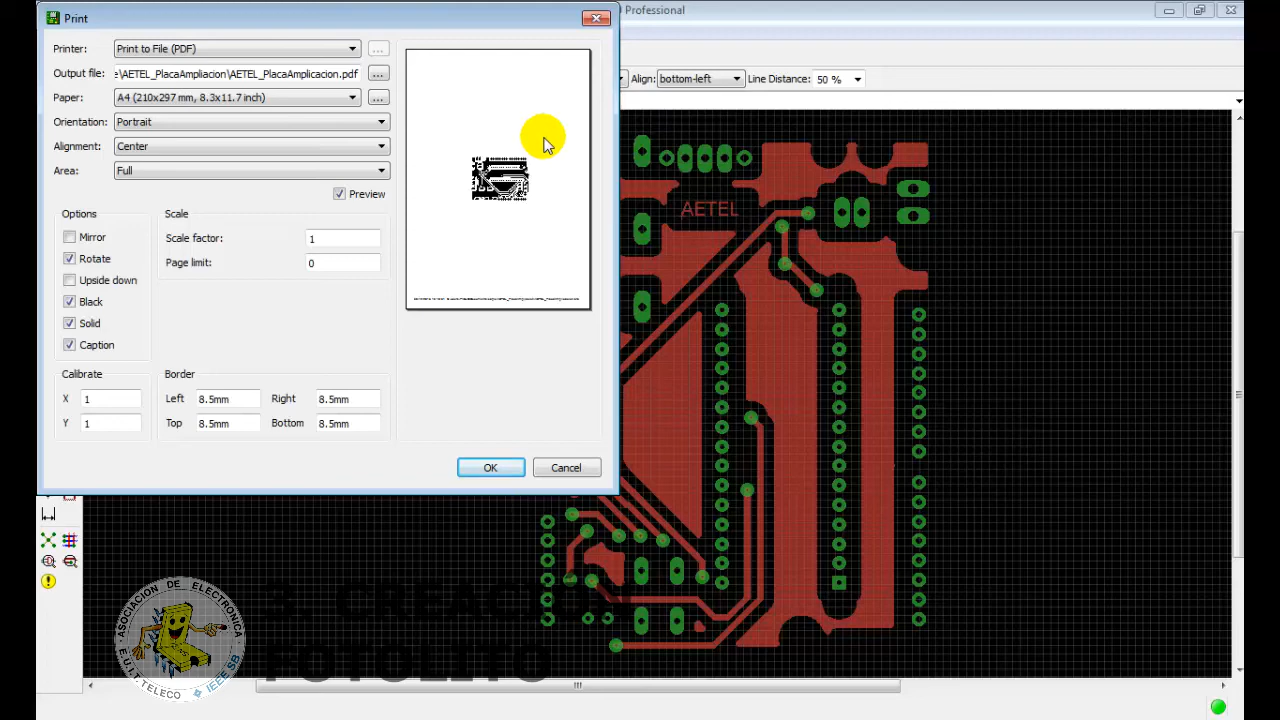 Print
Professional
Printer:
Print to File (PDF)
...
Output file:
e\AETEL_PlacaAmpliacion\AETEL_PlacaAmplicacion.pdf
...
Paper:
A4 (210x297 mm, 8.3x11.7 inch)
...
Orientation:
Portrait
Alignment:
Center
Area:
Full
Preview
Options
Mirror
Rotate
Upside down
Black
Solid
Caption
Scale
Scale factor:
1
Page limit:
0
Calibrate
X 1
Y 1
Border
Left 8.5mm Right 8.5mm
Top 8.5mm Bottom 8.5mm
OK Cancel
Align: bottom-left Line Distance: 50 %
AETEL
ASOCIACION DE ELECTRONICA
E.U.I.T. TELECO
IEEE SB
FOTOLITO